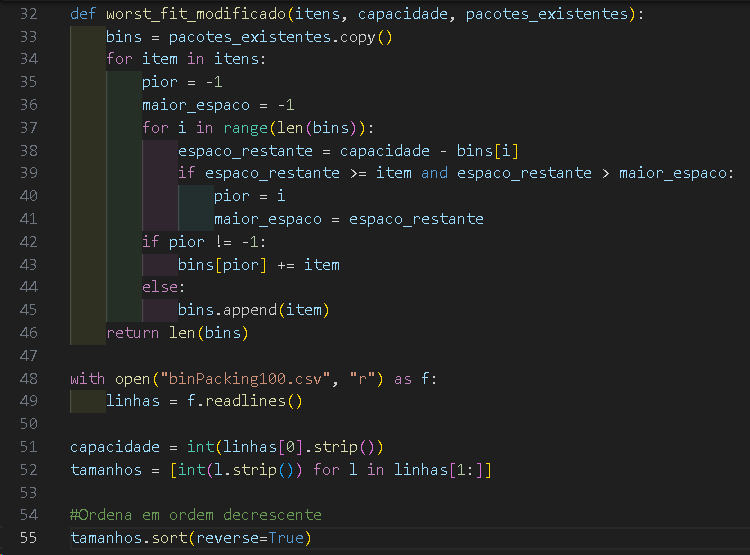 32 def worst_fit_modificado(itens, capacidade, pacotes_existentes):
33     bins = pacotes_existentes.copy()
34     for item in itens:
35         pior = -1
36         maior_espaco = -1
37         for i in range(len(bins)):
38             espaco_restante = capacidade - bins[i]
39             if espaco_restante >= item and espaco_restante > maior_espaco:
40                 pior = i
41                 maior_espaco = espaco_restante
42         if pior != -1:
43             bins[pior] += item
44         else:
45             bins.append(item)
46     return len(bins)
47
48 with open("binPacking100.csv", "r") as f:
49     linhas = f.readlines()
50
51 capacidade = int(linhas[0].strip())
52 tamanhos = [int(l.strip()) for l in linhas[1:]]
53
54 #Ordena em ordem decrescente
55 tamanhos.sort(reverse=True)